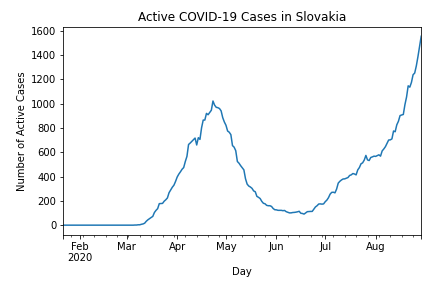 Active COVID-19 Cases in Slovakia
1600
1400
1200
1000
800
600
400
200
0
Number of Active Cases
Feb Mar Apr May Jun Jul Aug
2020
Day